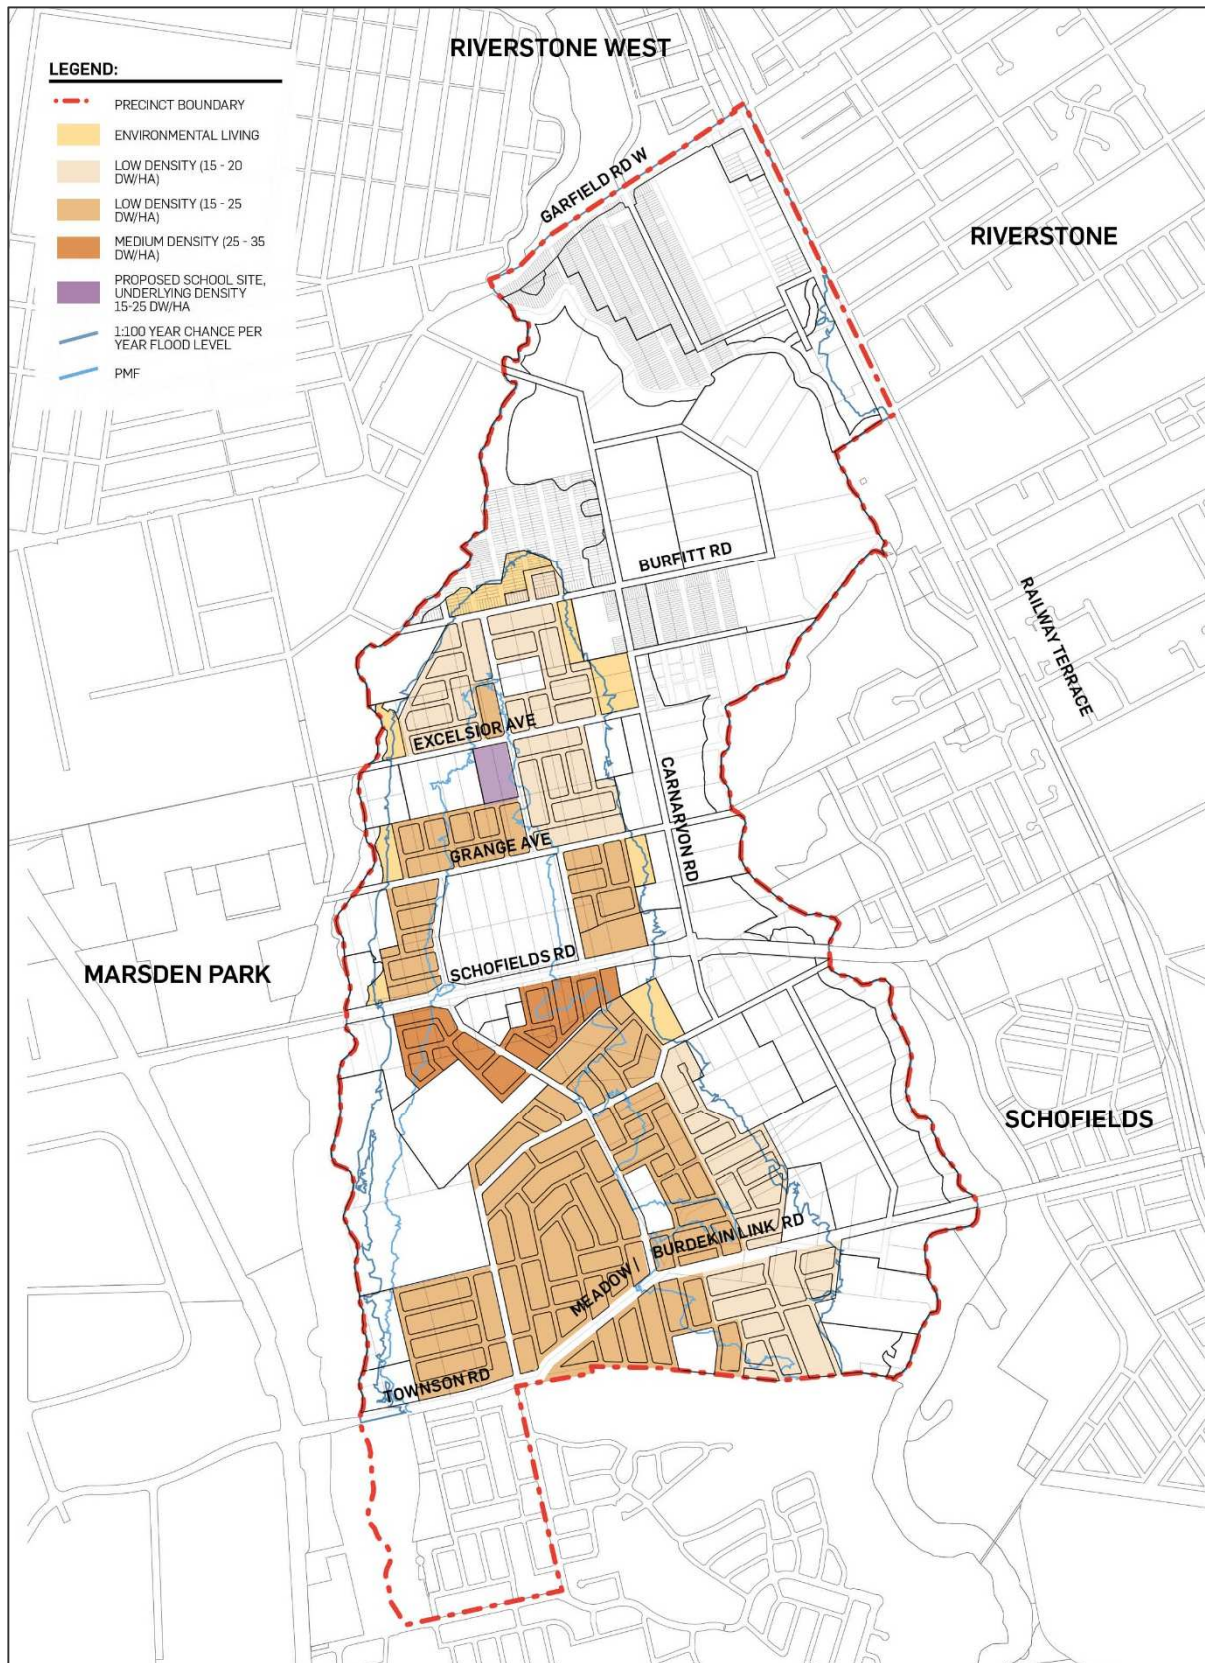 RIVERSTONE WEST
LEGEND:
PRECINCT BOUNDARY
ENVIRONMENTAL LIVING
LOW DENSITY (15 - 20
DW/HA)
LOW DENSITY (15 - 25
DW/HA)
MEDIUM DENSITY (25 - 35
DW/HA)
PROPOSED SCHOOL SITE,
UNDERLYING DENSITY
15-25 DW/HA
1:100 YEAR CHANCE PER
YEAR FLOOD LEVEL
PMF
GARFIELD RD W
RIVERSTONE
BURFITT RD
RAILWAY TERRACE
EXCELSIOR AVE
CARNARVON RD
GRANGE AVE
SCHOFIELDS RD
MARSDEN PARK
SCHOFIELDS
BURDEKIN LINK RD
MEADOW /
TOWNSON RD